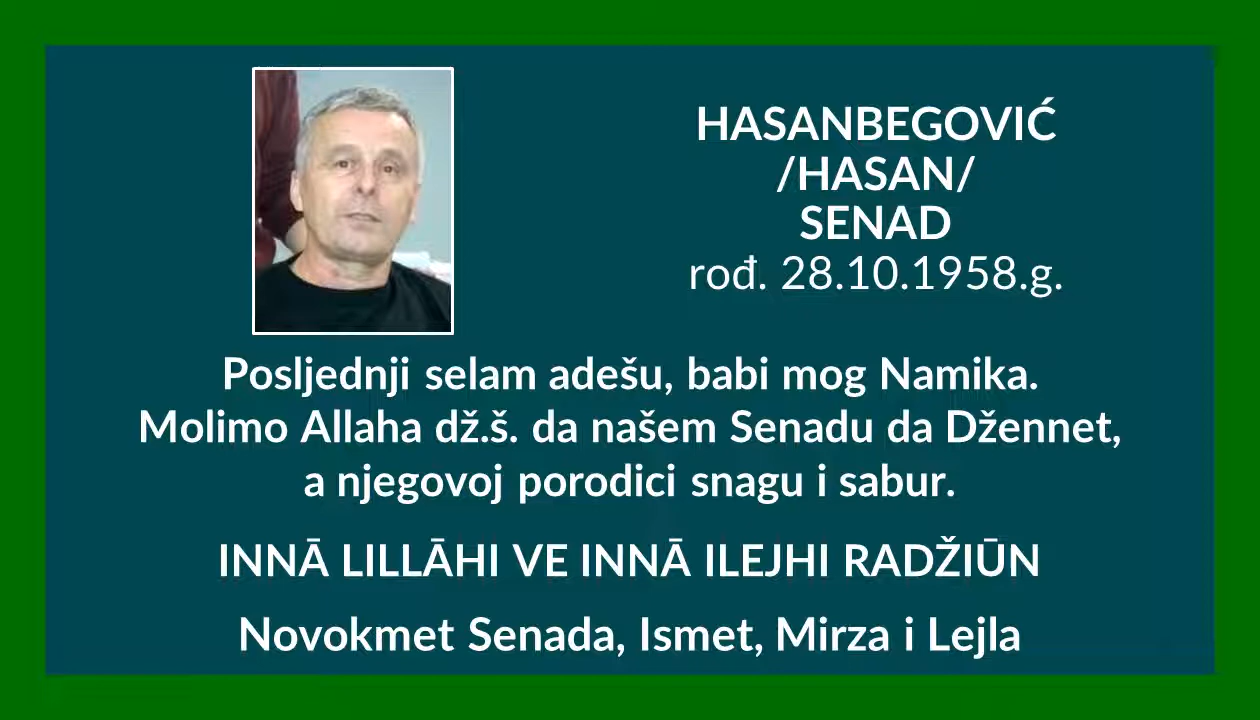 HASANBEGOVIĆ
/HASAN/
SENAD
rođ. 28.10.1958.g.
Posljednji selam adešu, babi mog Namika.
Molimo Allaha dž.š. da našem Senadu da Džennet,
a njegovoj porodici snagu i sabur.
INNĀ LILLĀHI VE INNĀ ILEJHI RADŽIŪN
Novokmet Senada, Ismet, Mirza i Lejla